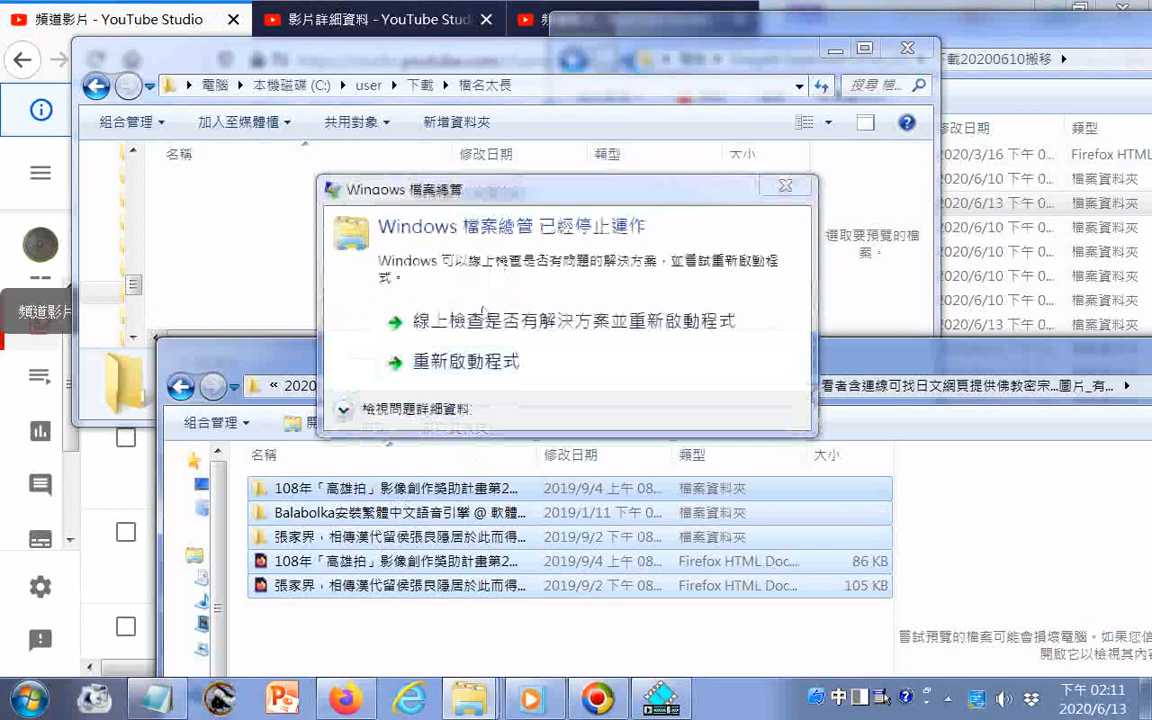 頻道影片 - YouTube Studio
影片詳細資料 - YouTube Stud
電腦 本機磁碟 (C:) user 下載 檔名太長
搜尋 檔...
下載20200610搬移
組合管理 加入至媒體櫃 共用對象 新增資料夾
名稱 修改日期 類型 大小
修改日期 類型
2020/3/16 下午 0... Firefox HTML
2020/6/10 下午 0... 檔案資料夾
2020/6/10 下午 0... 檔案資料夾
2020/6/13 下午 0... 檔案資料夾
2020/6/10 下午 0... 檔案資料夾
2020/6/10 下午 0... 檔案資料夾
2020/6/10 下午 0... 檔案資料夾
2020/6/10 下午 0... 檔案資料夾
選取要預覽的檔
案。
Windows 檔案總管
Windows 檔案總管 已經停止運作
Windows 可以線上檢查是否有問題的解決方案，並嘗試重新啟動程
式。
線上檢查是否有解決方案並重新啟動程式
重新啟動程式
檢視問題詳細資料
頻道影片
« 2020
看者含連線可找日文網頁提供佛教密宗...圖片_有...
組合管理 開
名稱 修改日期 類型 大小
108年「高雄拍」影像創作獎助計畫第2... 2019/9/4 上午 08... 檔案資料夾
Balabolka安裝繁體中文語音引擎 @ 軟體... 2019/1/11 下午 0... 檔案資料夾
張家界，相傳漢代留侯張良隱居於此而得... 2019/9/2 下午 08... 檔案資料夾
108年「高雄拍」影像創作獎助計畫第2... 2019/9/4 上午 08... Firefox HTML Doc... 86 KB
張家界，相傳漢代留侯張良隱居於此而得... 2019/9/2 下午 08... Firefox HTML Doc... 105 KB
嘗試預覽的檔案可能會損壞電腦。如果您信
開啟它以檢視其內容
中
下午 02:11
2020/6/13